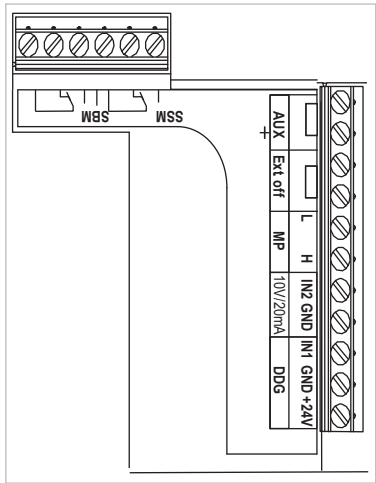 SBM
SSM
AUX
+
Ext off
L
MP
H
10V/20mA
IN2 GND
DDG
IN1 GND +24V